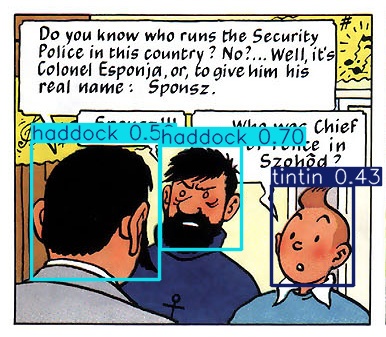 Do you know who runs the Security
Police in this country? No?... Well, it's
Colonel Esponja, or, to give him his
real name: Sponsz.
Who was Chief
Police in
Szohôd?
haddock 0.5
haddock 0.70
tintin 0.43